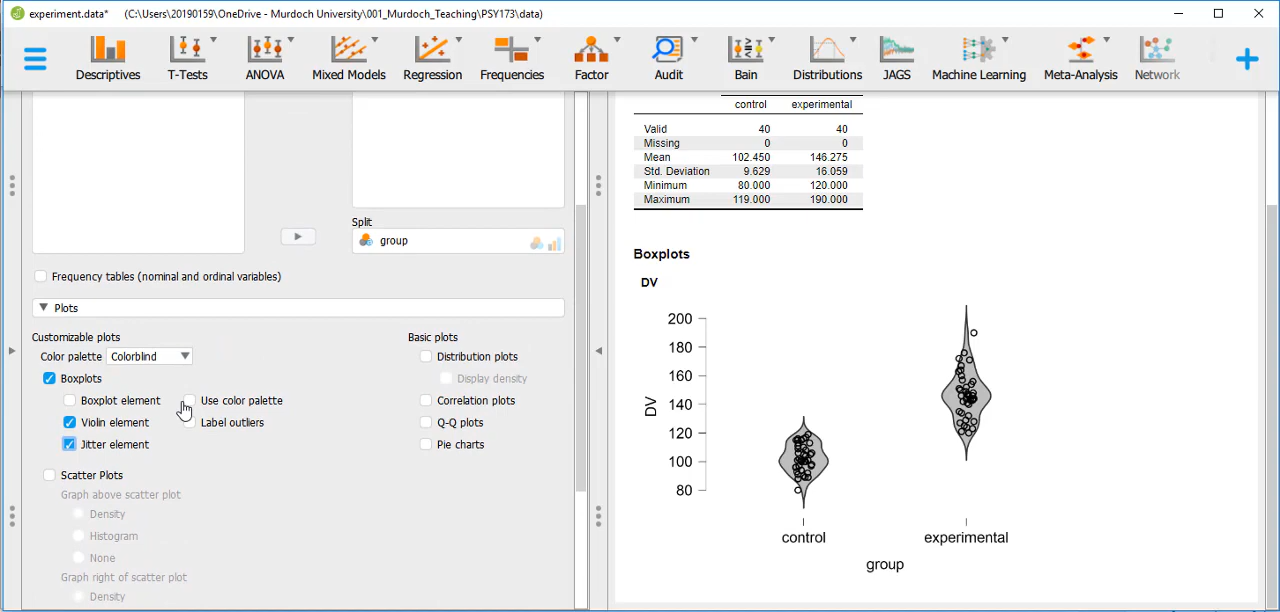 experiment.data* (C:\Users\20190159\OneDrive - Murdoch University\001_Murdoch_Teaching\PSY173\data)
Descriptives T-Tests ANOVA Mixed Models Regression Frequencies Factor Audit Bain Distributions JAGS Machine Learning Meta-Analysis Network
Split
group
Frequency tables (nominal and ordinal variables)
Plots
Customizable plots
Color palette Colorblind
Boxplots
Boxplot element Use color palette
Violin element Label outliers
Jitter element
Scatter Plots
Graph above scatter plot
Density
Histogram
None
Graph right of scatter plot
Density
Basic plots
Distribution plots
Display density
Correlation plots
Q-Q plots
Pie charts
control experimental
Valid 40 40
Missing 0 0
Mean 102.450 146.275
Std. Deviation 9.629 16.059
Minimum 80.000 120.000
Maximum 119.000 190.000
Boxplots
DV
200
180
160
140
120
100
80
DV
control experimental
group